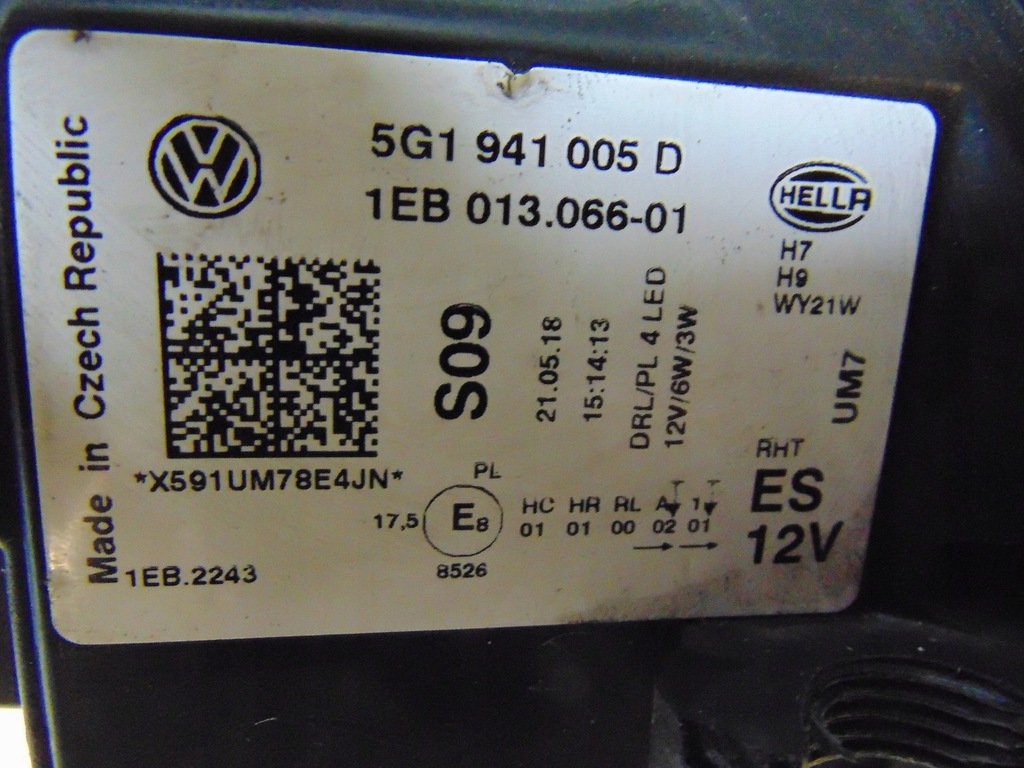 Made in Czech Republic
VW
5G1 941 005 D
1EB 013.066-01
HELLA
H7
H9
WY21W
S09
21.05.18
15:14:13
DRL/PL 4 LED
12V/6W/3W
UM7
*X591UM78E4JN*
PL
17,5
E8
8526
HC HR RL A 1
01 01 00 02 01
RHT
ES
12V
1EB.2243